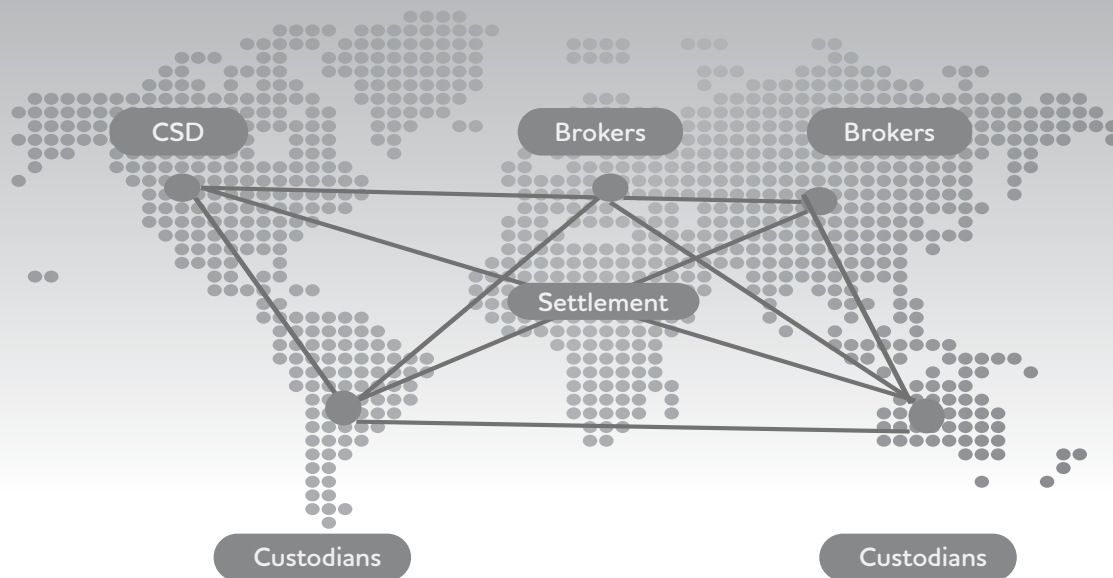 CSD
Brokers
Brokers
Settlement
Custodians
Custodians